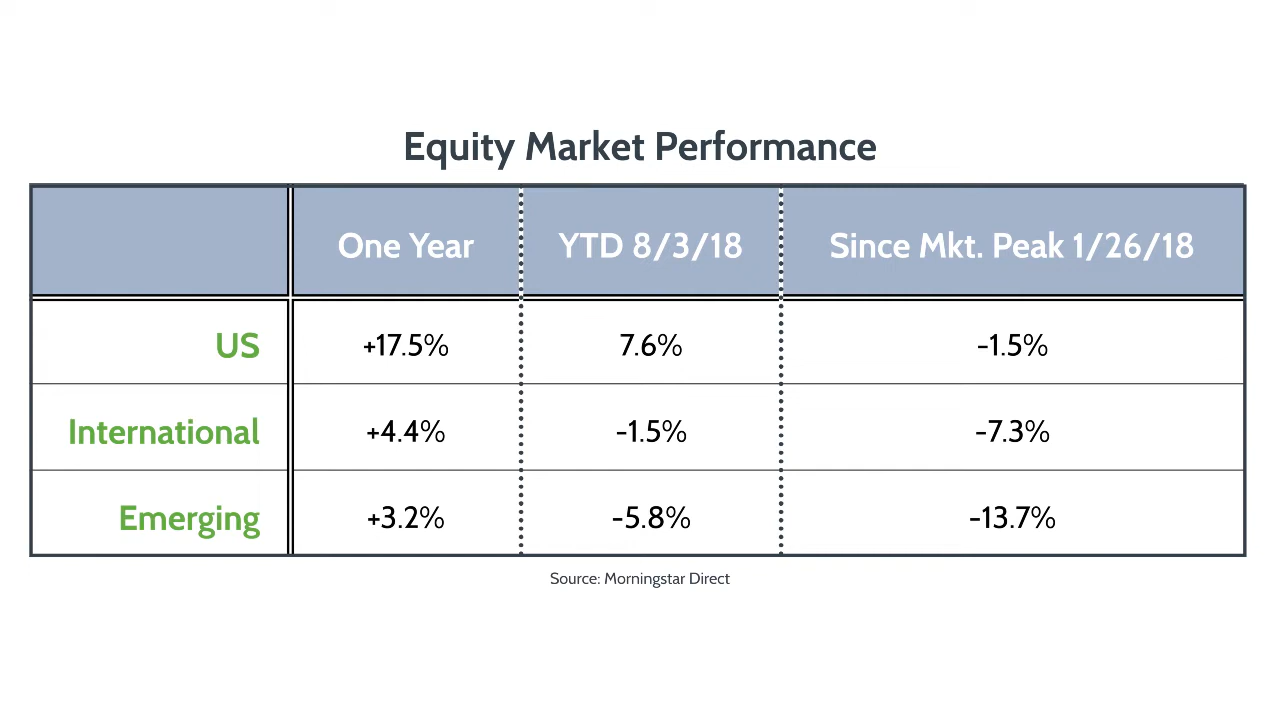 Equity Market Performance
One Year YTD 8/3/18 Since Mkt. Peak 1/26/18
US +17.5% 7.6% -1.5%
International +4.4% -1.5% -7.3%
Emerging +3.2% -5.8% -13.7%
Source: Morningstar Direct